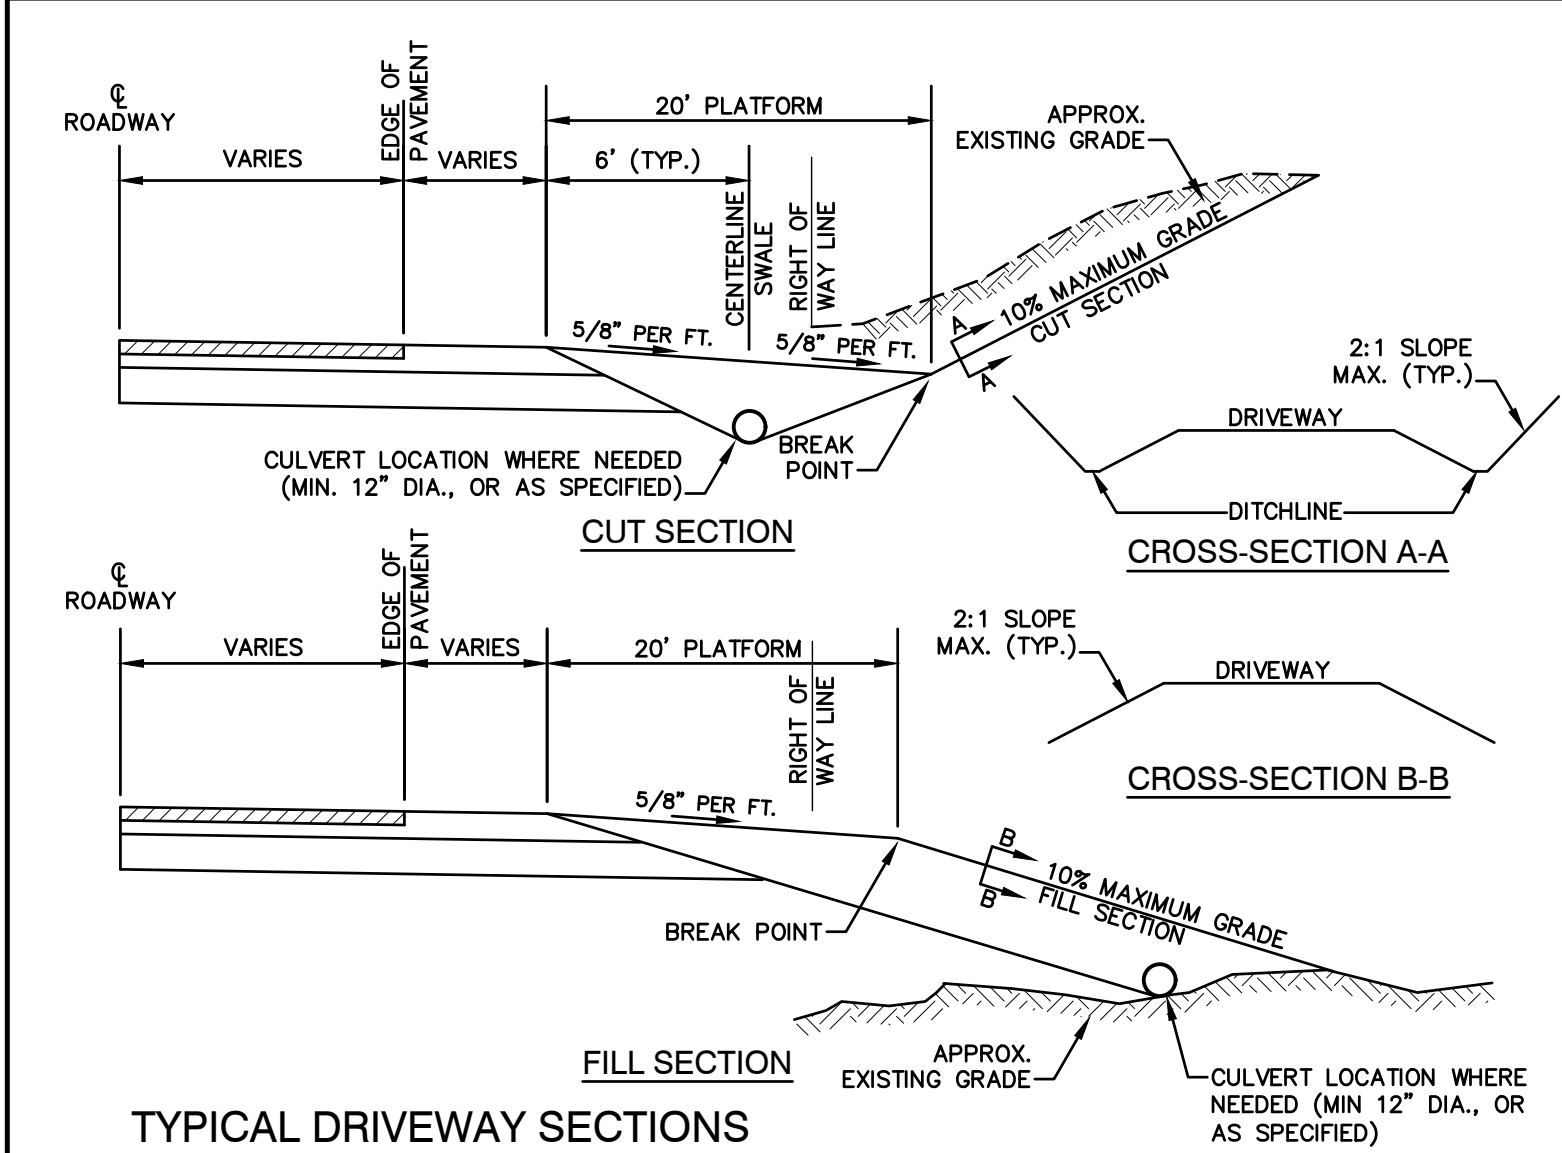 ℄
ROADWAY
VARIES
EDGE OF
PAVEMENT
VARIES
20' PLATFORM
6' (TYP.)
CENTERLINE
SWALE
RIGHT OF
WAY LINE
APPROX.
EXISTING GRADE
5/8" PER FT.
5/8" PER FT.
A
A
10% MAXIMUM GRADE
CUT SECTION
2:1 SLOPE
MAX. (TYP.)
DRIVEWAY
DITCHLINE
CROSS-SECTION A-A
CULVERT LOCATION WHERE NEEDED
(MIN. 12" DIA., OR AS SPECIFIED)
BREAK
POINT
CUT SECTION
℄
ROADWAY
VARIES
EDGE OF
PAVEMENT
VARIES
20' PLATFORM
RIGHT OF
WAY LINE
2:1 SLOPE
MAX. (TYP.)
DRIVEWAY
CROSS-SECTION B-B
5/8" PER FT.
BREAK POINT
B
B
10% MAXIMUM GRADE
FILL SECTION
APPROX.
EXISTING GRADE
CULVERT LOCATION WHERE
NEEDED (MIN 12" DIA., OR
AS SPECIFIED)
FILL SECTION
TYPICAL DRIVEWAY SECTIONS